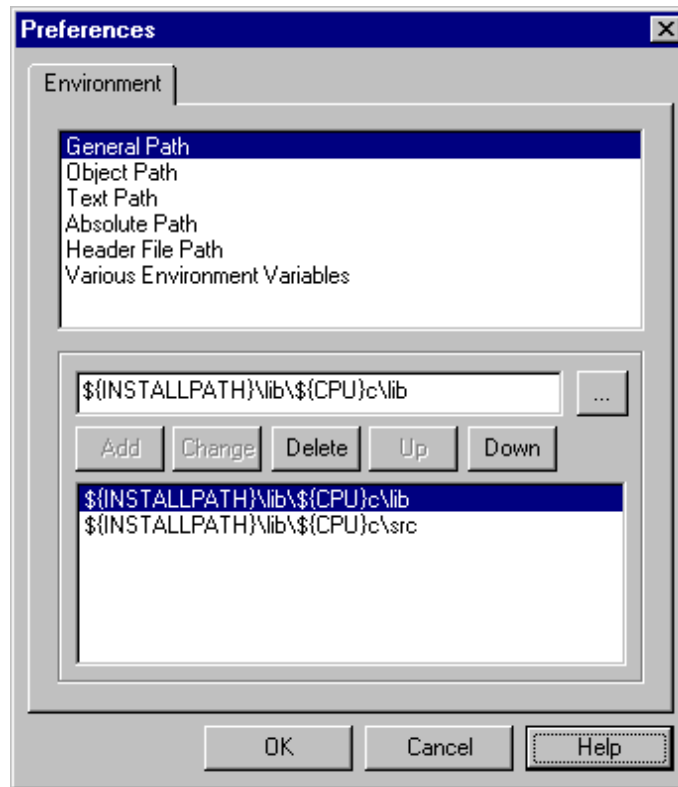 Preferences
Environment
General Path
Object Path
Text Path
Absolute Path
Header File Path
Various Environment Variables
${INSTALLPATH}\lib\${CPU}c\lib
...
Add Change Delete Up Down
${INSTALLPATH}\lib\${CPU}c\lib
${INSTALLPATH}\lib\${CPU}c\src
OK Cancel Help